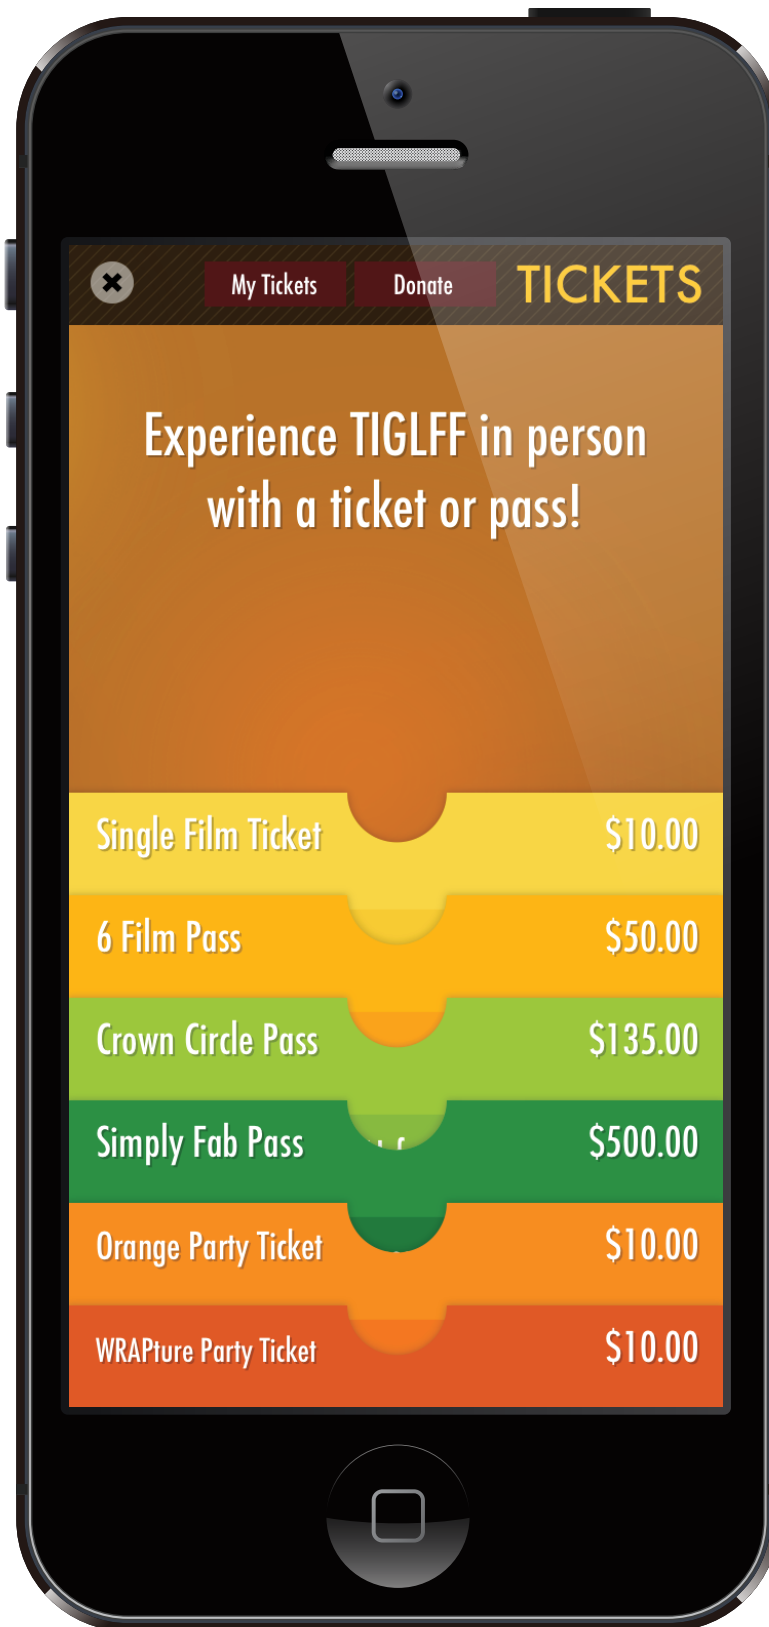 My Tickets
Donate
TICKETS
Experience TIGLFF in person
with a ticket or pass!
Single Film Ticket $10.00
6 Film Pass $50.00
Crown Circle Pass $135.00
Simply Fab Pass $500.00
Orange Party Ticket $10.00
WRAPture Party Ticket $10.00